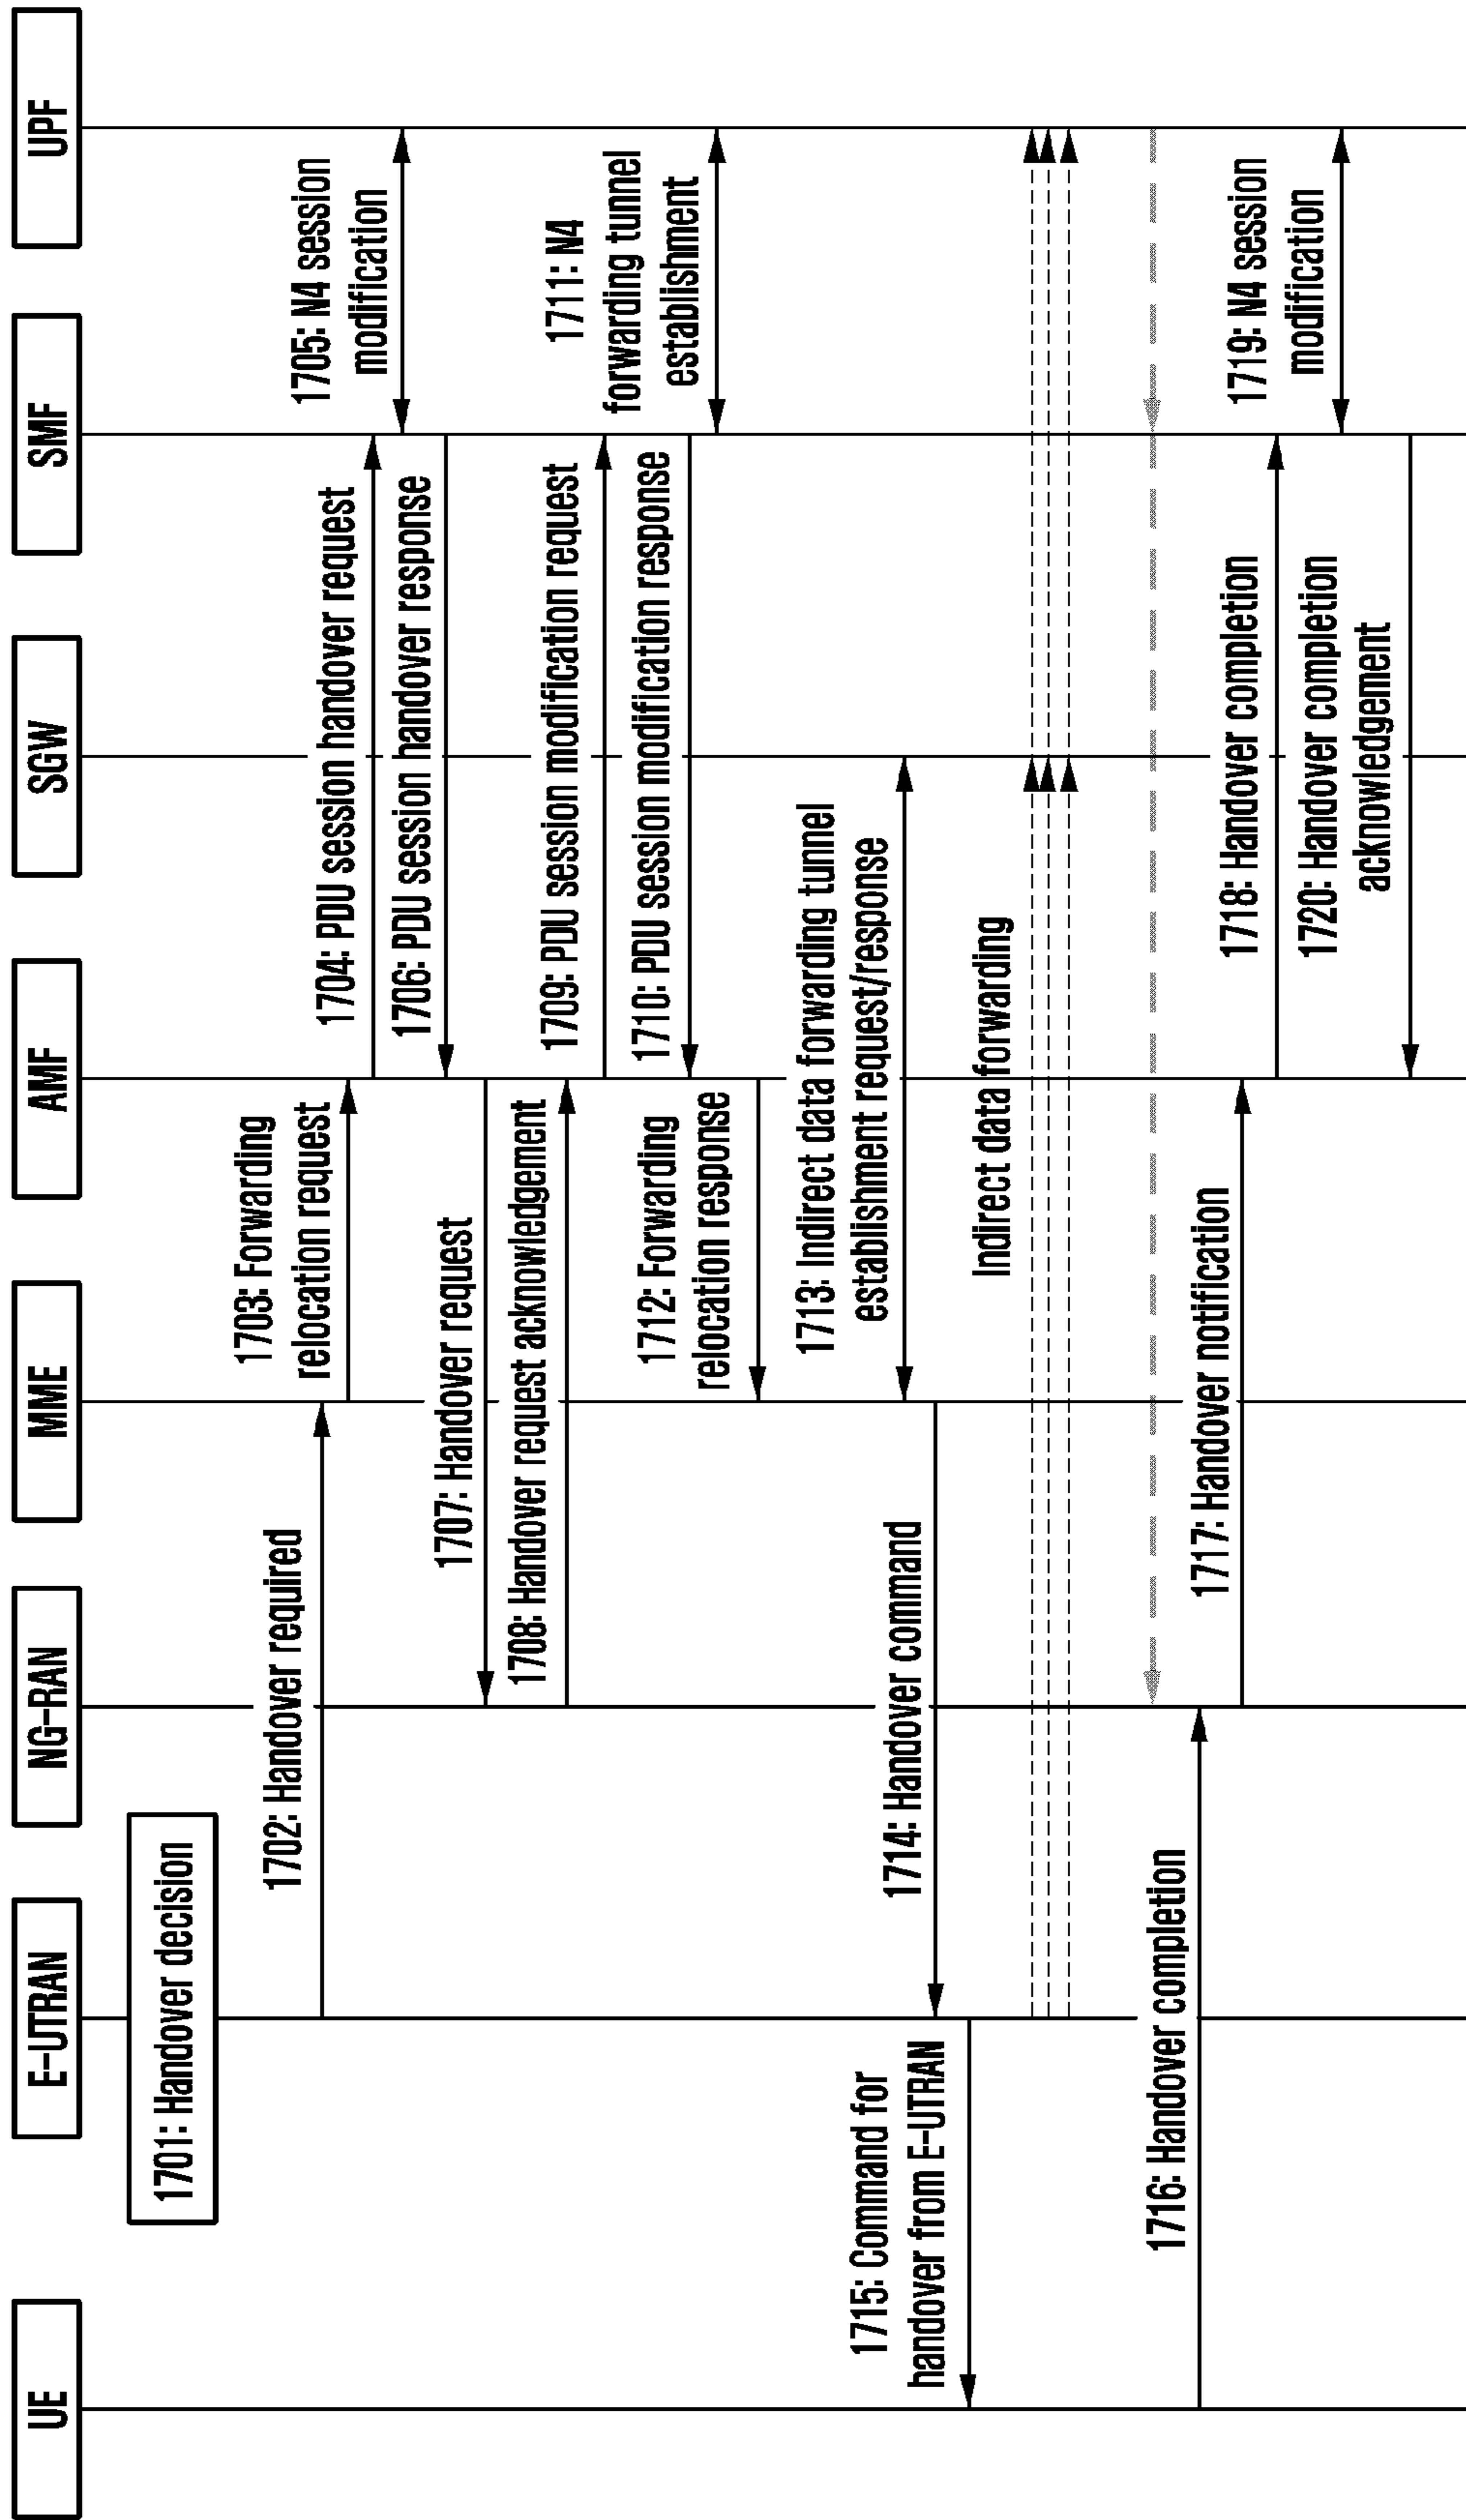 UE
E-UTRAN
NG-RAN
MME
AMF
SGW
SMF
UPF
1701: Handover decision
1702: Handover required
1703: Forwarding
relocation request
1704: PDU session handover request
1705: N4 session
modification
1706: PDU session handover response
1707: Handover request
1708: Handover request acknowledgement
1709: PDU session modification request
1710: PDU session modification response
1711: N4
forwarding tunnel
establishment
1712: Forwarding
relocation response
1713: Indirect data forwarding tunnel
establishment request/response
1714: Handover command
1715: Command for
handover from E-UTRAN
Indirect data forwarding
1716: Handover completion
1717: Handover notification
1718: Handover completion
1719: N4 session
modification
1720: Handover completion
acknowledgement